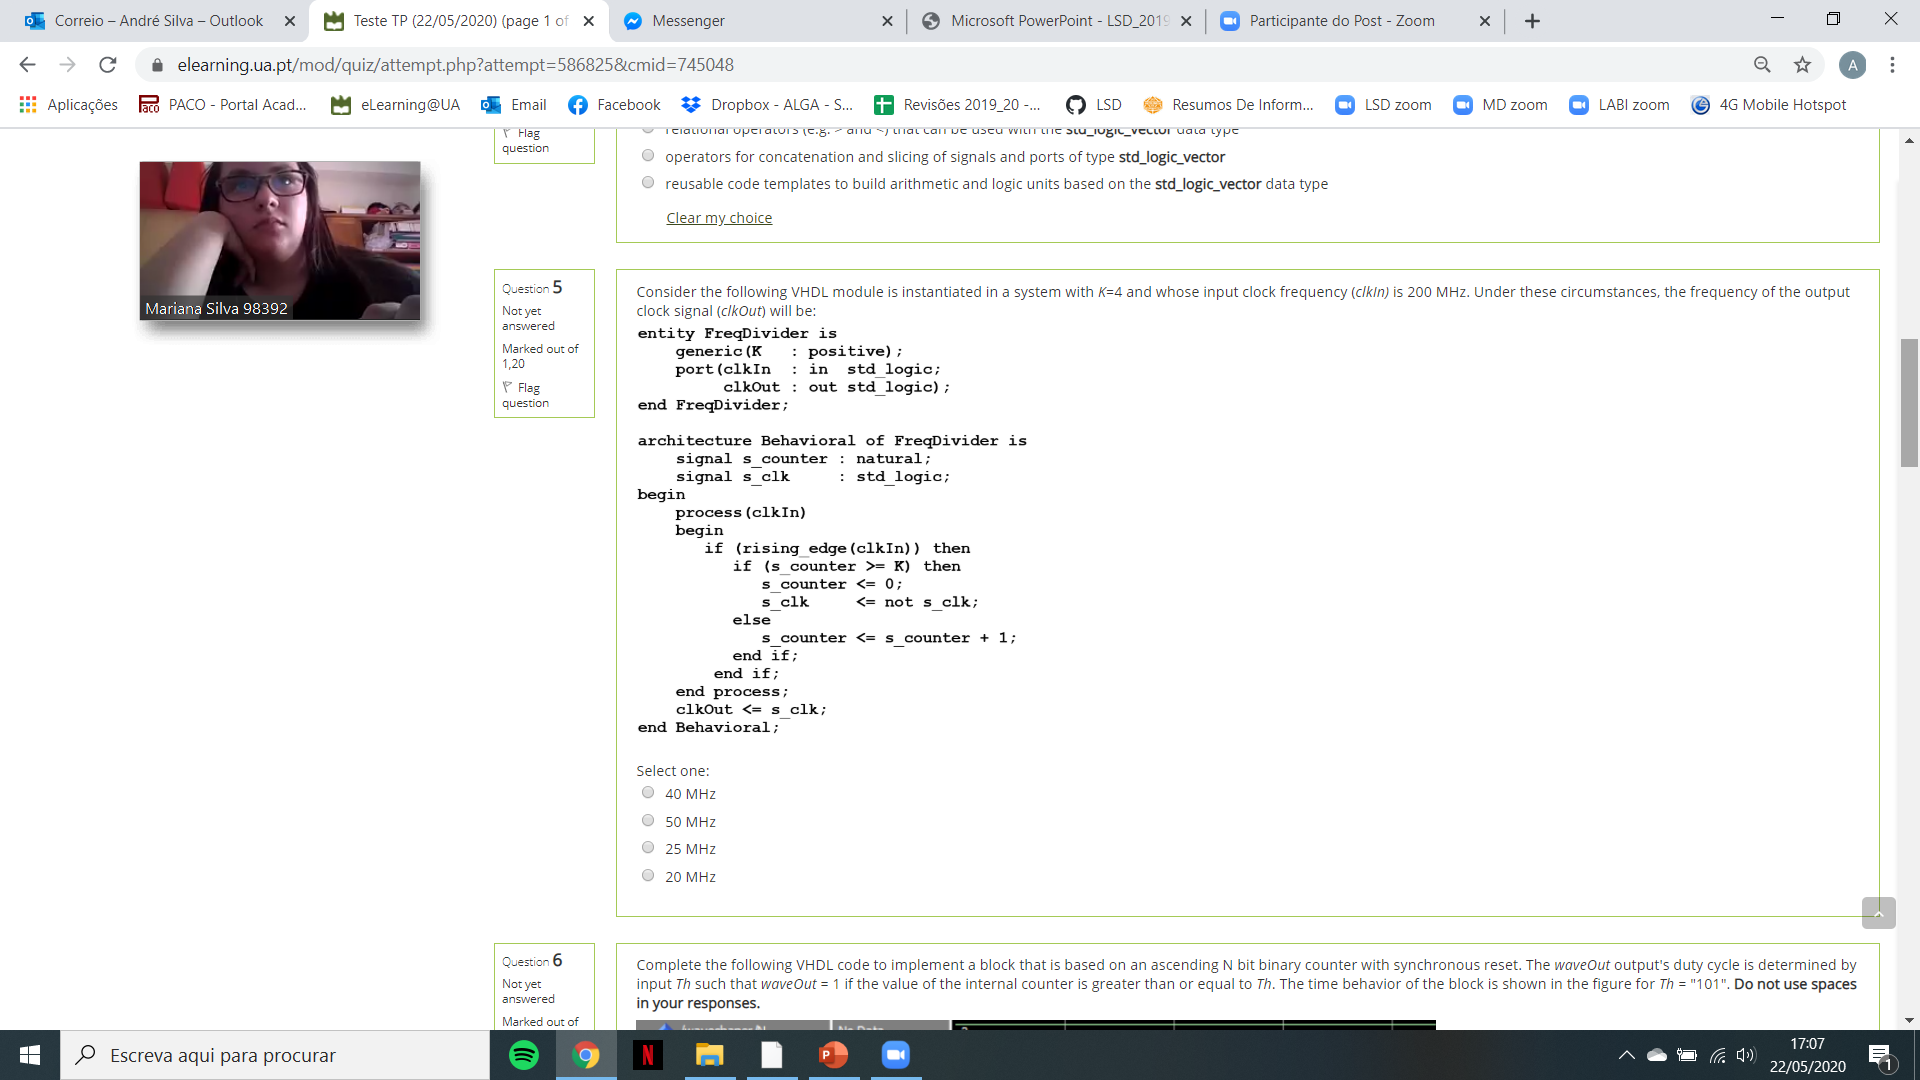 Correio – André Silva – Outlook
Teste TP (22/05/2020) (page 1 of
Messenger
Microsoft PowerPoint - LSD_2019
Participante do Post - Zoom
elearning.ua.pt/mod/quiz/attempt.php?attempt=586825&cmid=745048
A
Aplicações
PACO - Portal Acad...
eLearning@UA
Email
Facebook
Dropbox - ALGA - S...
Revisões 2019_20 -...
LSD
Resumos De Inform...
LSD zoom
MD zoom
LABI zoom
4G Mobile Hotspot
Flag
question
relational operators (e.g. > and <) that can be used with the std_logic_vector data type
operators for concatenation and slicing of signals and ports of type std_logic_vector
reusable code templates to build arithmetic and logic units based on the std_logic_vector data type
Clear my choice
Mariana Silva 98392
Question 5
Not yet
answered
Marked out of
1,20
Flag
question
Consider the following VHDL module is instantiated in a system with K=4 and whose input clock frequency (clkIn) is 200 MHz. Under these circumstances, the frequency of the output
clock signal (clkOut) will be:
entity FreqDivider is
generic(K : positive);
port(clkIn : in std_logic;
clkOut : out std_logic);
end FreqDivider;
architecture Behavioral of FreqDivider is
signal s_counter : natural;
signal s_clk : std_logic;
begin
process(clkIn)
begin
if (rising_edge(clkIn)) then
if (s_counter >= K) then
s_counter <= 0;
s_clk <= not s_clk;
else
s_counter <= s_counter + 1;
end if;
end if;
end process;
clkOut <= s_clk;
end Behavioral;
Select one:
40 MHz
50 MHz
25 MHz
20 MHz
Question 6
Not yet
answered
Marked out of
Complete the following VHDL code to implement a block that is based on an ascending N bit binary counter with synchronous reset. The waveOut output's duty cycle is determined by
input Th such that waveOut = 1 if the value of the internal counter is greater than or equal to Th. The time behavior of the block is shown in the figure for Th = "101". Do not use spaces
in your responses.
Escreva aqui para procurar
17:07
22/05/2020
1